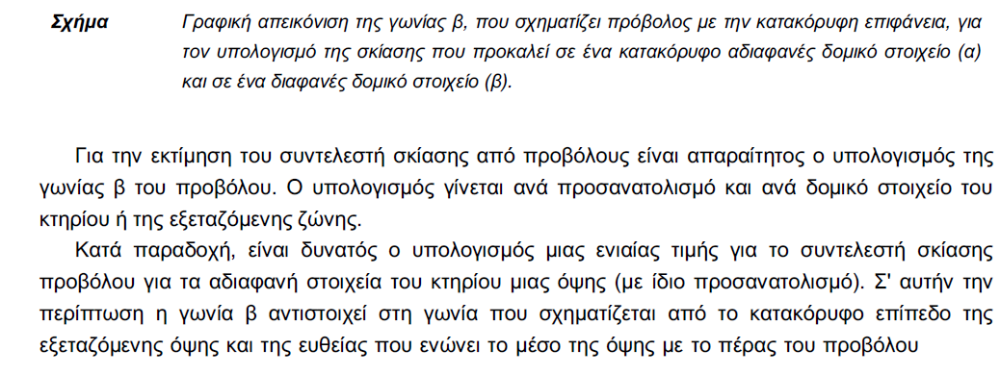 Σχήμα Γραφική απεικόνιση της γωνίας β, που σχηματίζει πρόβολος με την κατακόρυφη επιφάνεια, για
τον υπολογισμό της σκίασης που προκαλεί σε ένα κατακόρυφο αδιαφανές δομικό στοιχείο (α)
και σε ένα διαφανές δομικό στοιχείο (β).
Για την εκτίμηση του συντελεστή σκίασης από προβόλους είναι απαραίτητος ο υπολογισμός της
γωνίας β του προβόλου. Ο υπολογισμός γίνεται ανά προσανατολισμό και ανά δομικό στοιχείο του
κτηρίου ή της εξεταζόμενης ζώνης.
Κατά παραδοχή, είναι δυνατός ο υπολογισμός μιας ενιαίας τιμής για το συντελεστή σκίασης
προβόλου για τα αδιαφανή στοιχεία του κτηρίου μιας όψης (με ίδιο προσανατολισμό). Σ' αυτήν την
περίπτωση η γωνία β αντιστοιχεί στη γωνία που σχηματίζεται από το κατακόρυφο επίπεδο της
εξεταζόμενης όψης και της ευθείας που ενώνει το μέσο της όψης με το πέρας του προβόλου